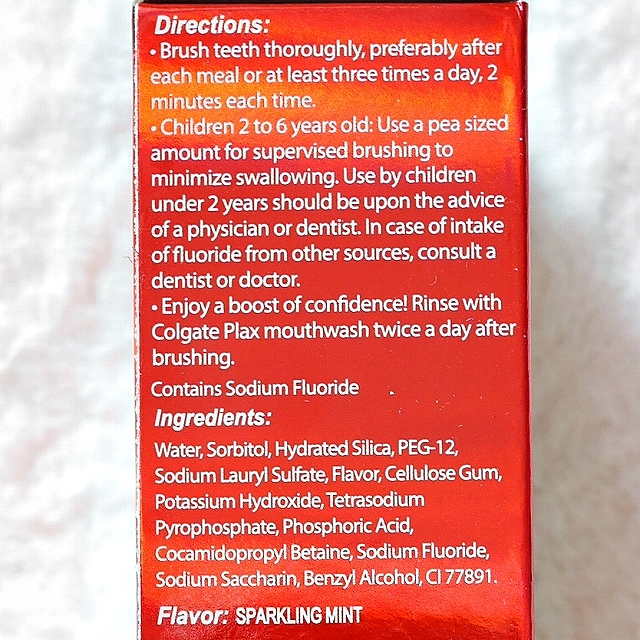 Directions:
• Brush teeth thoroughly, preferably after
each meal or at least three times a day, 2
minutes each time.
• Children 2 to 6 years old: Use a pea sized
amount for supervised brushing to
minimize swallowing. Use by children
under 2 years should be upon the advice
of a physician or dentist. In case of intake
of fluoride from other sources, consult a
dentist or doctor.
• Enjoy a boost of confidence! Rinse with
Colgate Plax mouthwash twice a day after
brushing.
Contains Sodium Fluoride
Ingredients:
Water, Sorbitol, Hydrated Silica, PEG-12,
Sodium Lauryl Sulfate, Flavor, Cellulose Gum,
Potassium Hydroxide, Tetrasodium
Pyrophosphate, Phosphoric Acid,
Cocamidopropyl Betaine, Sodium Fluoride,
Sodium Saccharin, Benzyl Alcohol, CI 77891.
Flavor: SPARKLING MINT